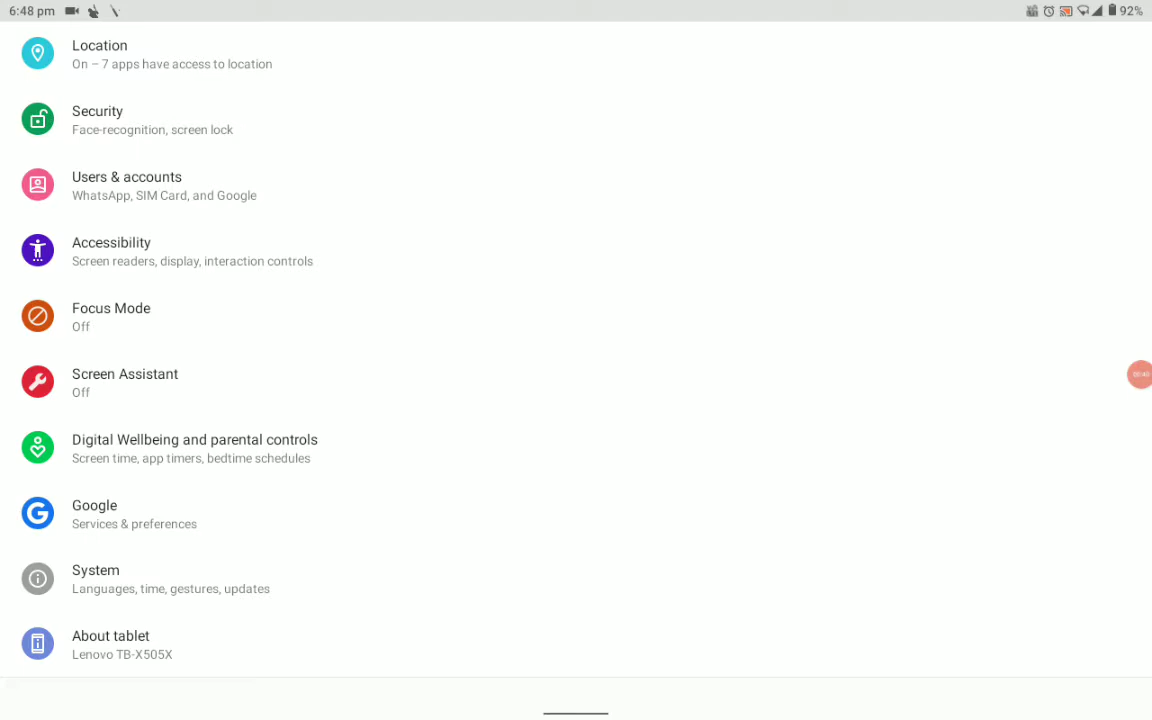 6:48 pm
92%
Location
On – 7 apps have access to location
Security
Face-recognition, screen lock
Users & accounts
WhatsApp, SIM Card, and Google
Accessibility
Screen readers, display, interaction controls
Focus Mode
Off
Screen Assistant
Off
00:40
Digital Wellbeing and parental controls
Screen time, app timers, bedtime schedules
Google
Services & preferences
System
Languages, time, gestures, updates
About tablet
Lenovo TB-X505X